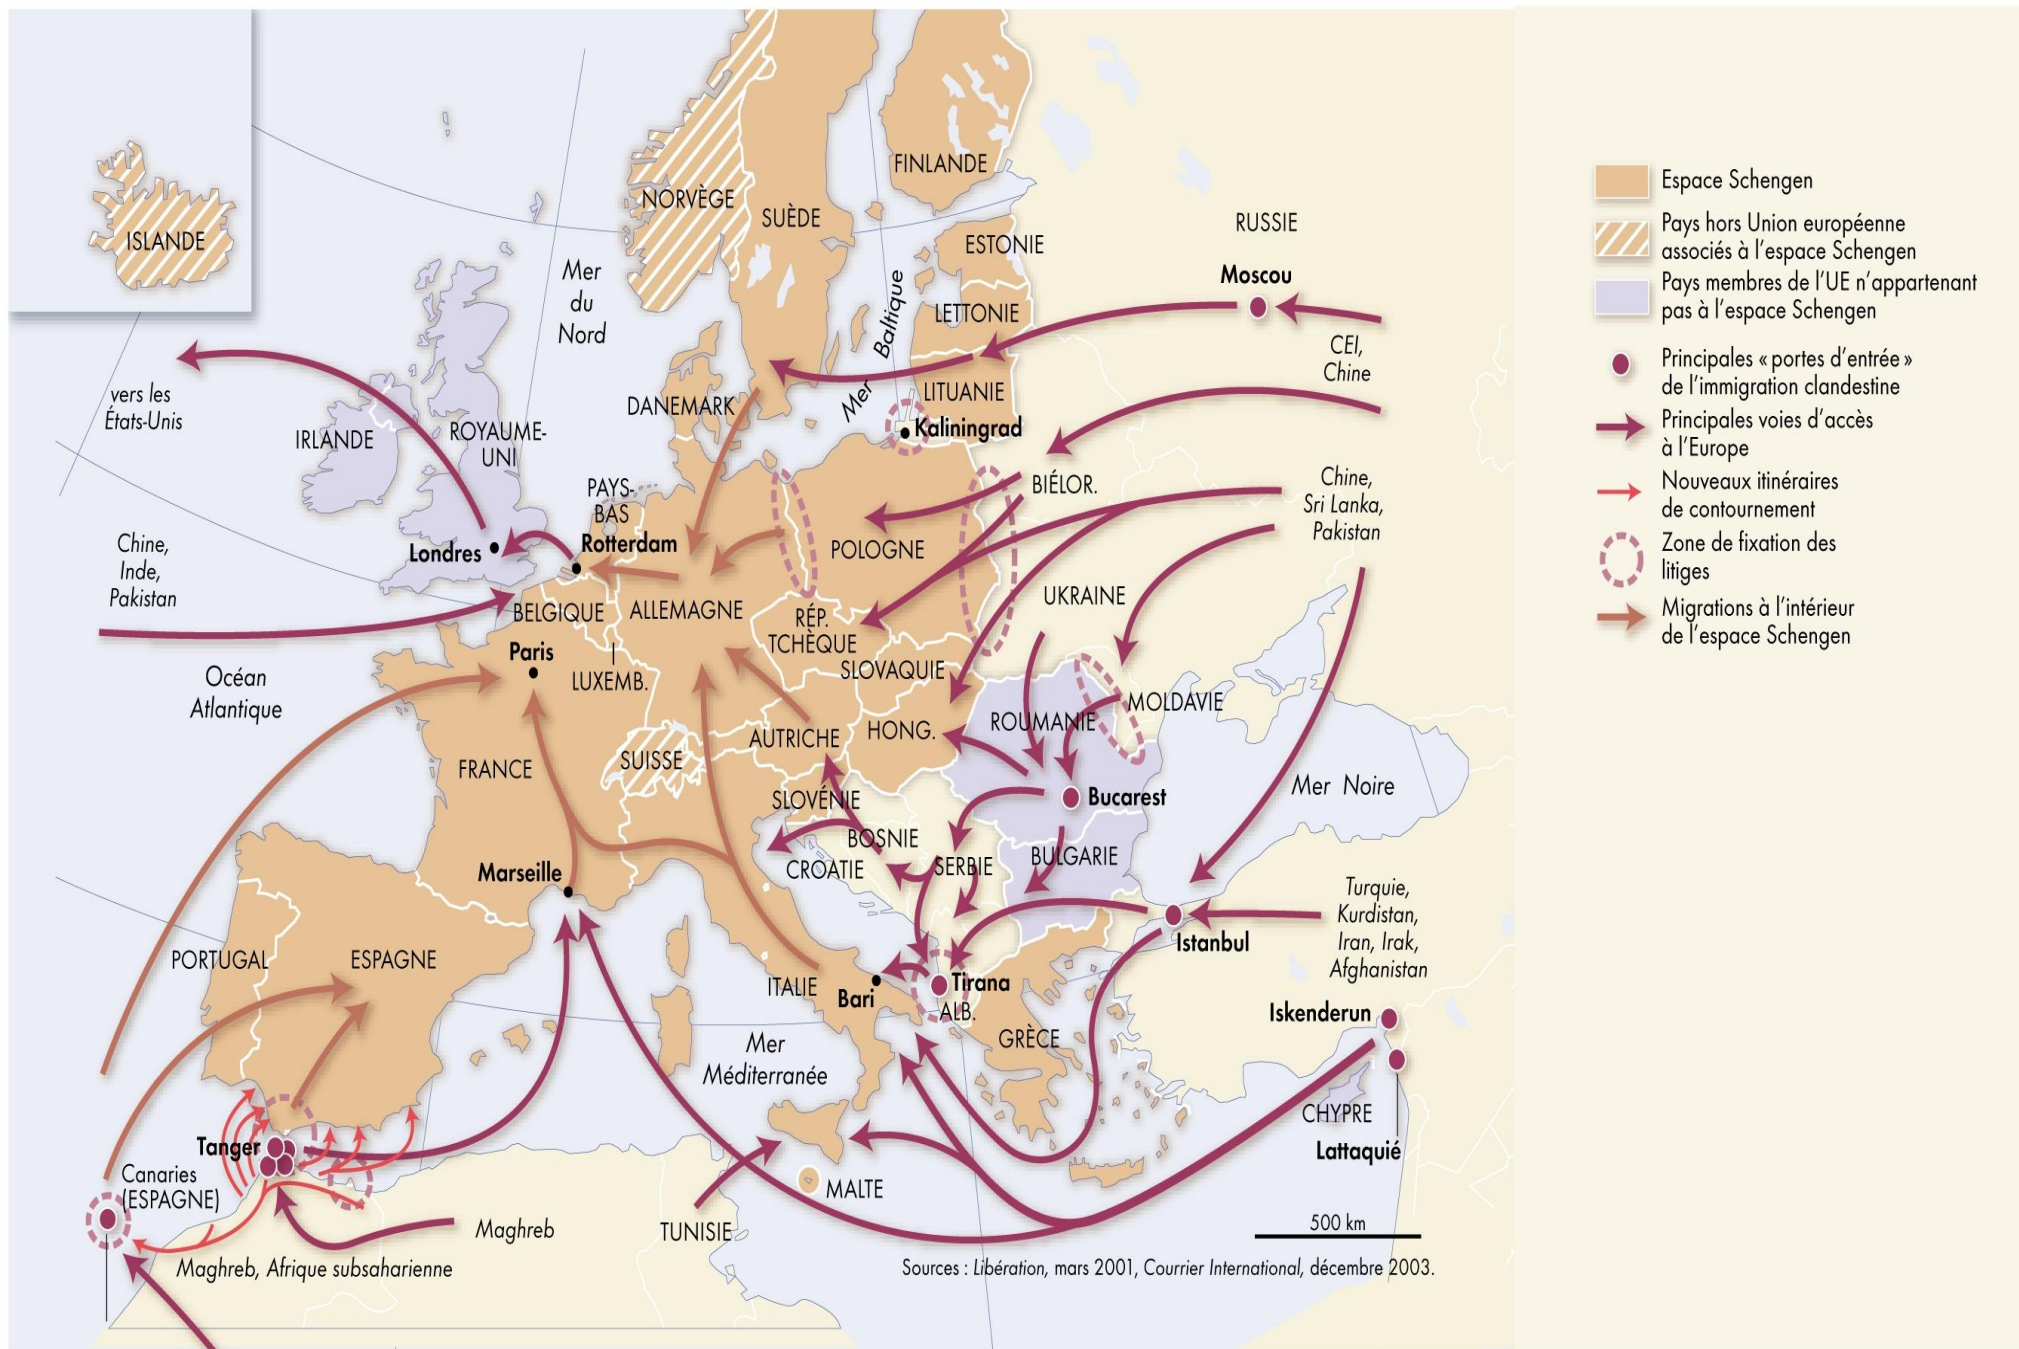 ISLANDE
NORVÈGE
SUÈDE
FINLANDE
ESTONIE
LETTONIE
LITUANIE
RUSSIE
Moscou
CEI,
Chine
Mer
du
Nord
Mer Baltique
vers les
États-Unis
IRLANDE
ROYAUME-
UNI
DANEMARK
Kaliningrad
BIÉLOR.
Chine,
Sri Lanka,
Pakistan
PAYS-
BAS
Rotterdam
Londres
POLOGNE
Chine,
Inde,
Pakistan
BELGIQUE
ALLEMAGNE
RÉP.
TCHÈQUE
UKRAINE
Paris
LUXEMB.
SLOVAQUIE
Océan
Atlantique
MOLDAVIE
ROUMANIE
HONG.
AUTRICHE
SUISSE
FRANCE
SLOVÉNIE
Bucarest
Mer Noire
BOSNIE
CROATIE
SERBIE
BULGARIE
Marseille
Turquie,
Kurdistan,
Iran, Irak,
Afghanistan
Istanbul
PORTUGAL
ESPAGNE
ITALIE
Bari
Tirana
ALB.
GRÈCE
Iskenderun
Mer
Méditerranée
CHYPRE
Lattaquié
Tanger
Canaries
(ESPAGNE)
MALTE
TUNISIE
Maghreb
Maghreb, Afrique subsaharienne
500 km
Sources : Libération, mars 2001, Courrier International, décembre 2003.
Espace Schengen
Pays hors Union européenne
associés à l'espace Schengen
Pays membres de l'UE n'appartenant
pas à l'espace Schengen
Principales « portes d'entrée »
de l'immigration clandestine
Principales voies d'accès
à l'Europe
Nouveaux itinéraires
de contournement
Zone de fixation des
litiges
Migrations à l'intérieur
de l'espace Schengen